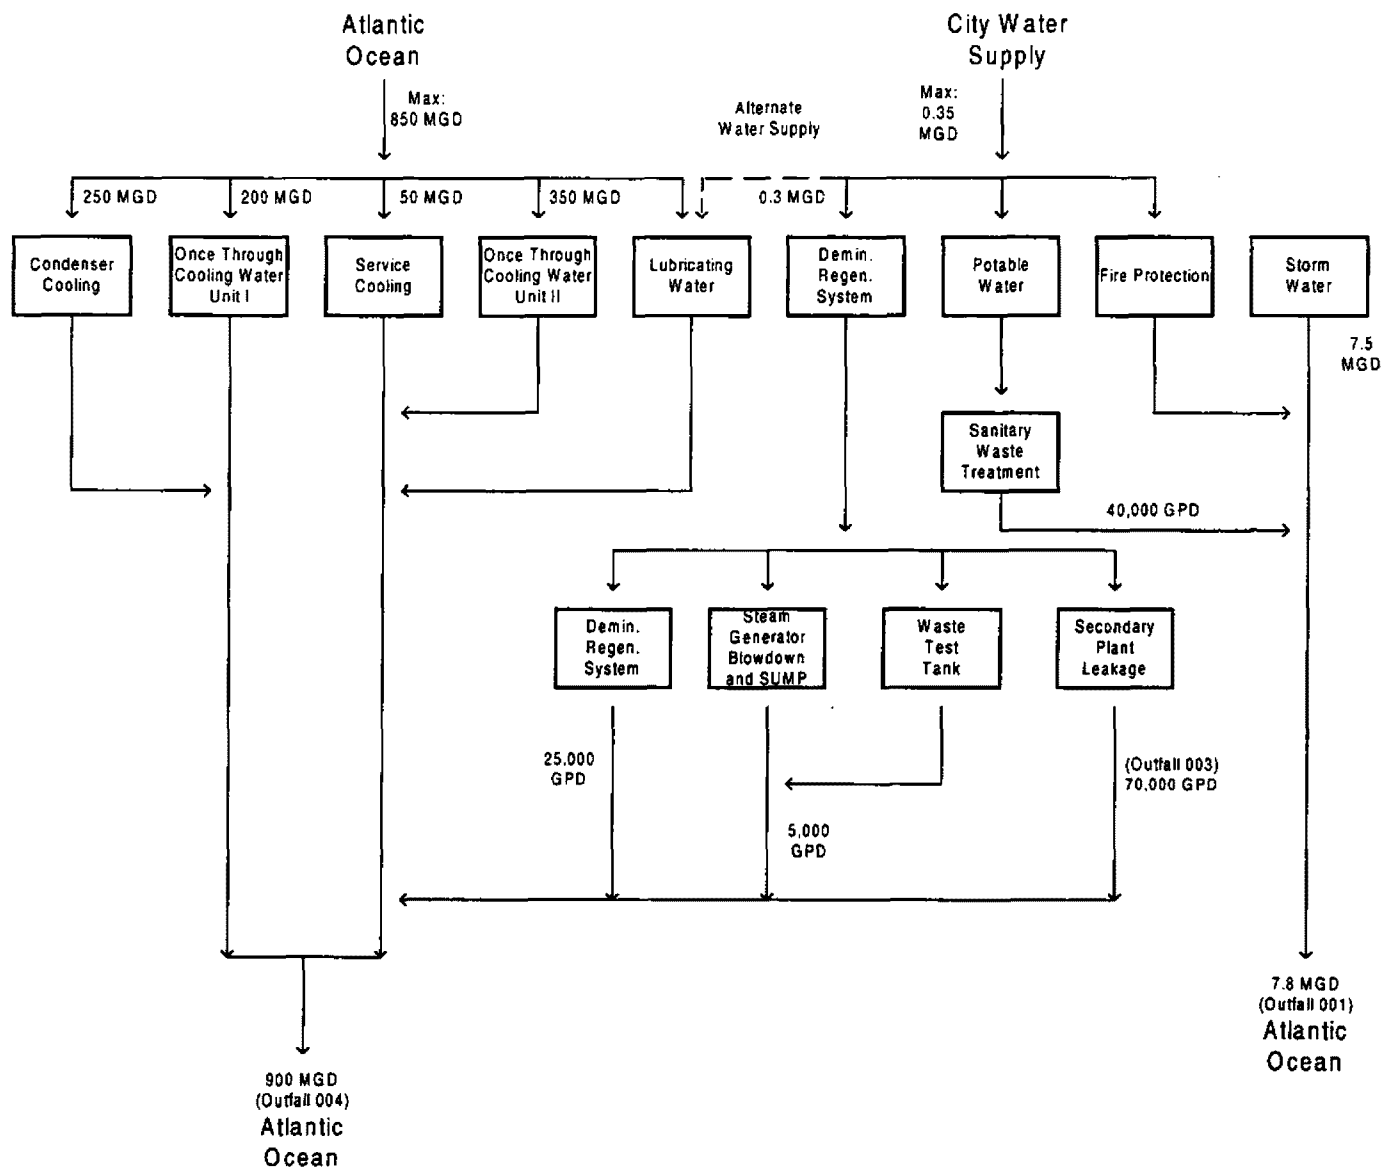 Atlantic
Ocean
City Water
Supply
Max:
850 MGD
Alternate
Water Supply
Max:
0.35
MGD
250 MGD
200 MGD
50 MGD
350 MGD
0.3 MGD
Condenser
Cooling
Once Through
Cooling Water
Unit I
Service
Cooling
Once Through
Cooling Water
Unit II
Lubricating
Water
Demin.
Regen.
System
Potable
Water
Fire Protection
Storm
Water
7.5
MGD
Sanitary
Waste
Treatment
40,000 GPD
Demin.
Regen.
System
Steam
Generator
Blowdown
and SUMP
Waste
Test
Tank
Secondary
Plant
Leakage
25,000
GPD
5,000
GPD
(Outfall 003)
70,000 GPD
7.8 MGD
(Outfall 001)
Atlantic
Ocean
900 MGD
(Outfall 004)
Atlantic
Ocean